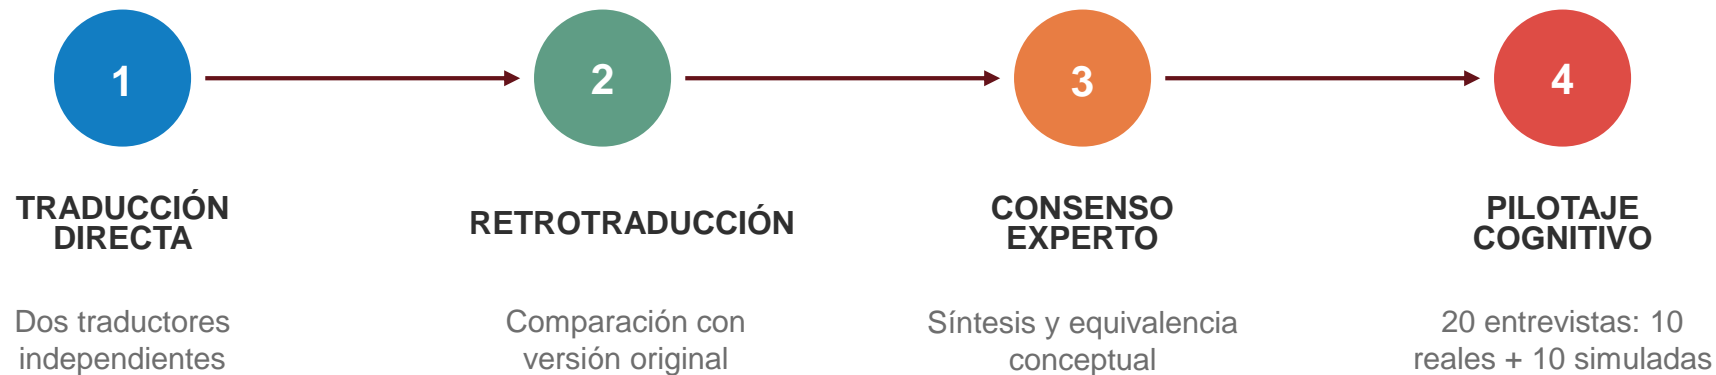 1
TRADUCCIÓN
DIRECTA
Dos traductores
independientes
2
RETROTRADUCCIÓN
Comparación con
versión original
3
CONSENSO
EXPERTO
Síntesis y equivalencia
conceptual
4
PILOTAJE
COGNITIVO
20 entrevistas: 10
reales + 10 simuladas